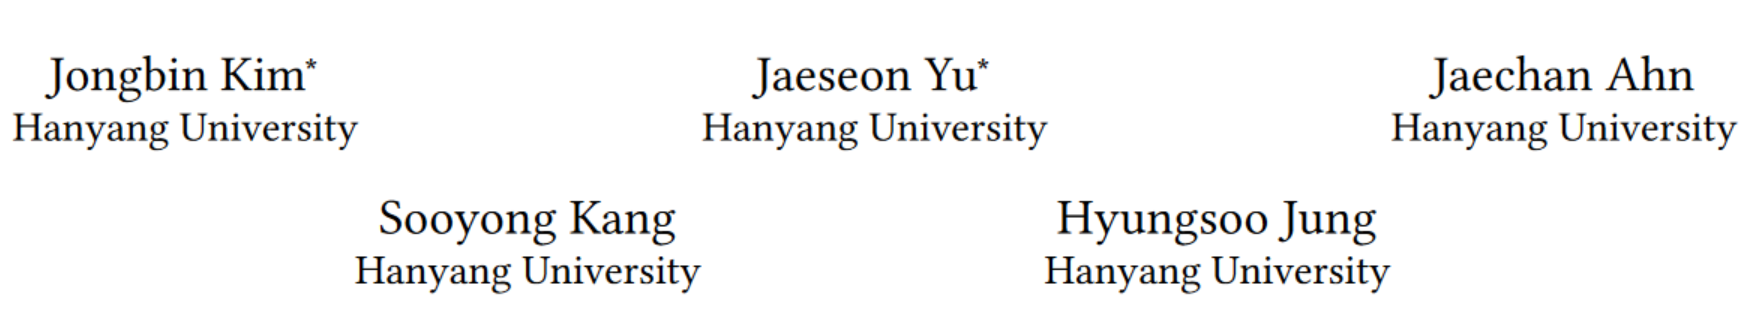 Jongbin Kim* Jaeseon Yu* Jaechan Ahn
Hanyang University Hanyang University Hanyang University
Sooyong Kang Hyungsoo Jung
Hanyang University Hanyang University